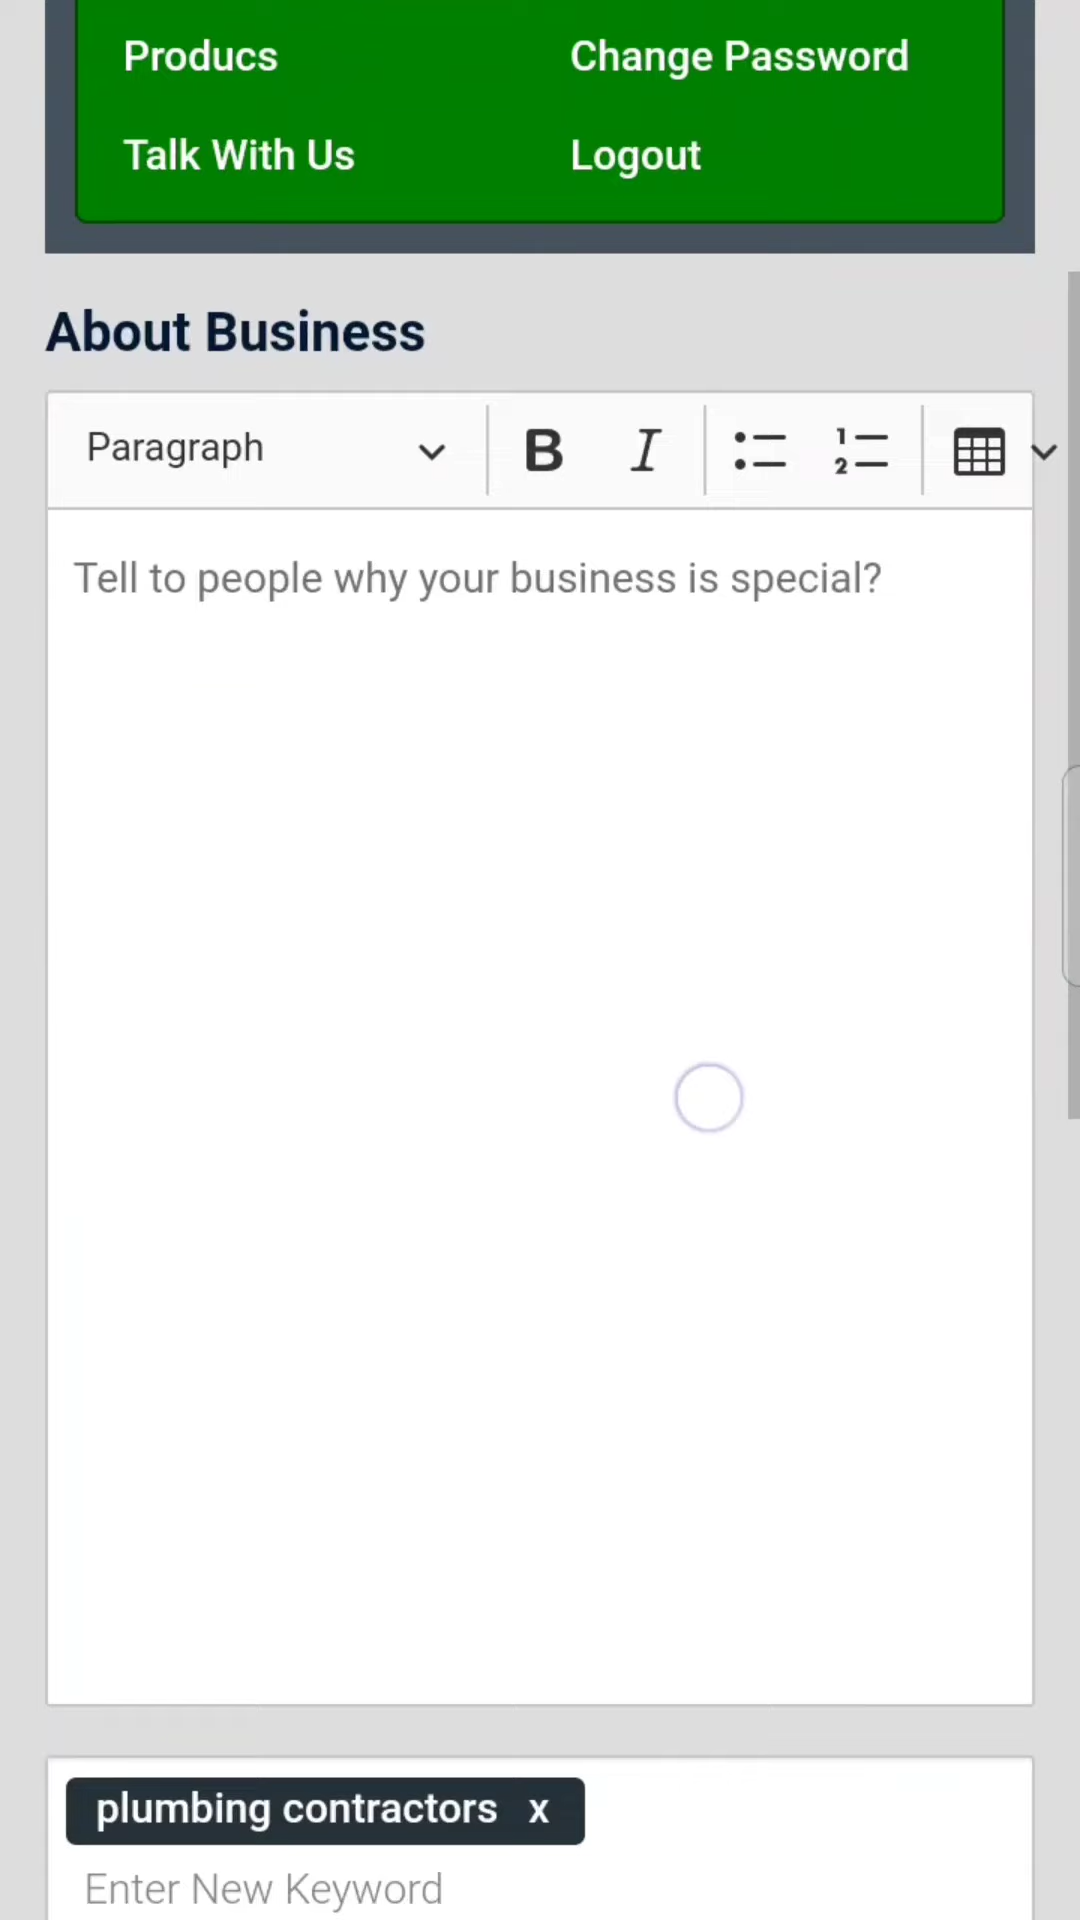 Producs
Change Password
Talk With Us
Logout
About Business
Paragraph
B I
Tell to people why your business is special?
plumbing contractors x
Enter New Keyword